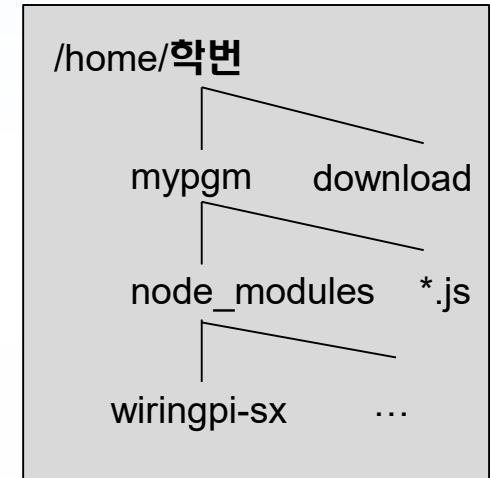 /home/학번
mypgm download
node_modules *.js
wiringpi-sx …